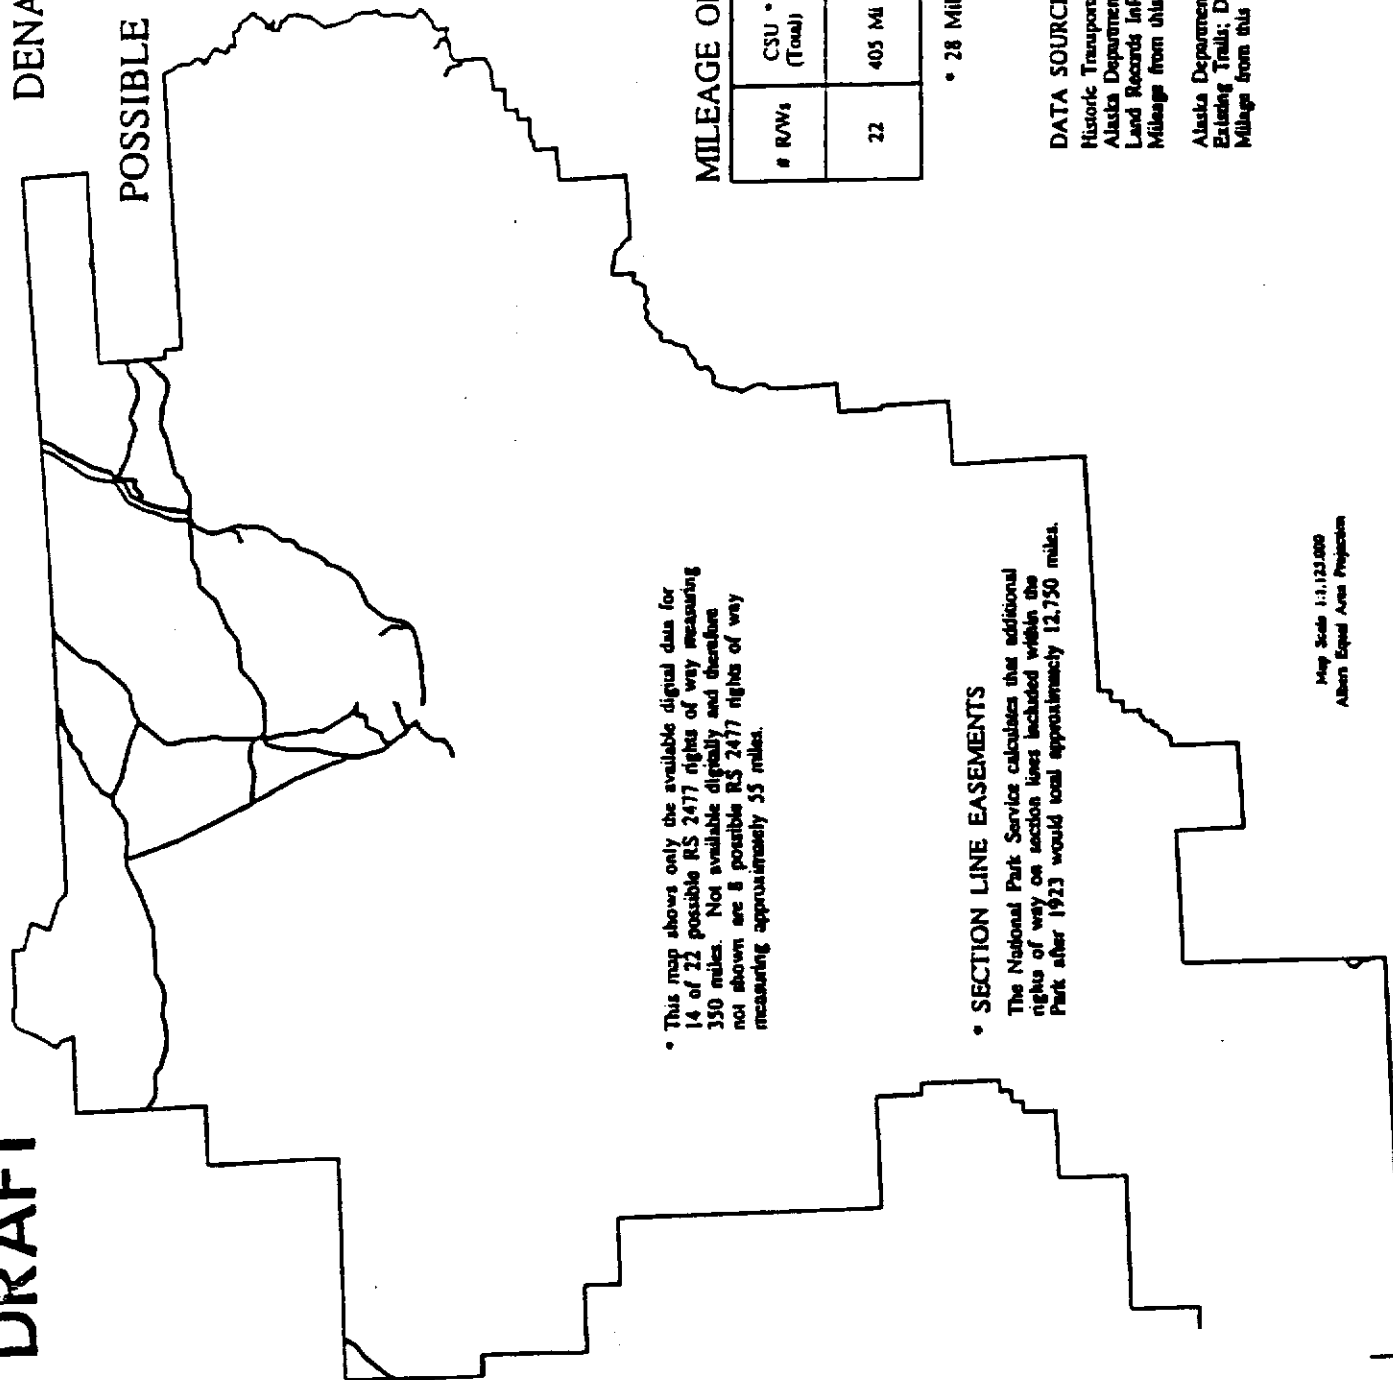 DRAFT
DENA
POSSIBLE
MILEAGE O
# R/Ws
CSU *
(Total)
22
405 Mi
* 28 Mil
* This map shows only the available digital data for
14 of 22 possible RS 2477 rights of way measuring
350 miles. Not available digitally and therefore
not shown are 8 possible RS 2477 rights of way
measuring approximately 55 miles.
* SECTION LINE EASEMENTS
The National Park Service calculates that additional
rights of way on section lines included within the
Park after 1923 would total approximately 12,750 miles.
DATA SOURC
Historic Transpor
Alaska Departmen
Land Records Inf
Mileage from this
Alaska Departmen
Existing Trails; D
Milage from this
Map Scale 1:1,123,000
Albers Equal Area Projection